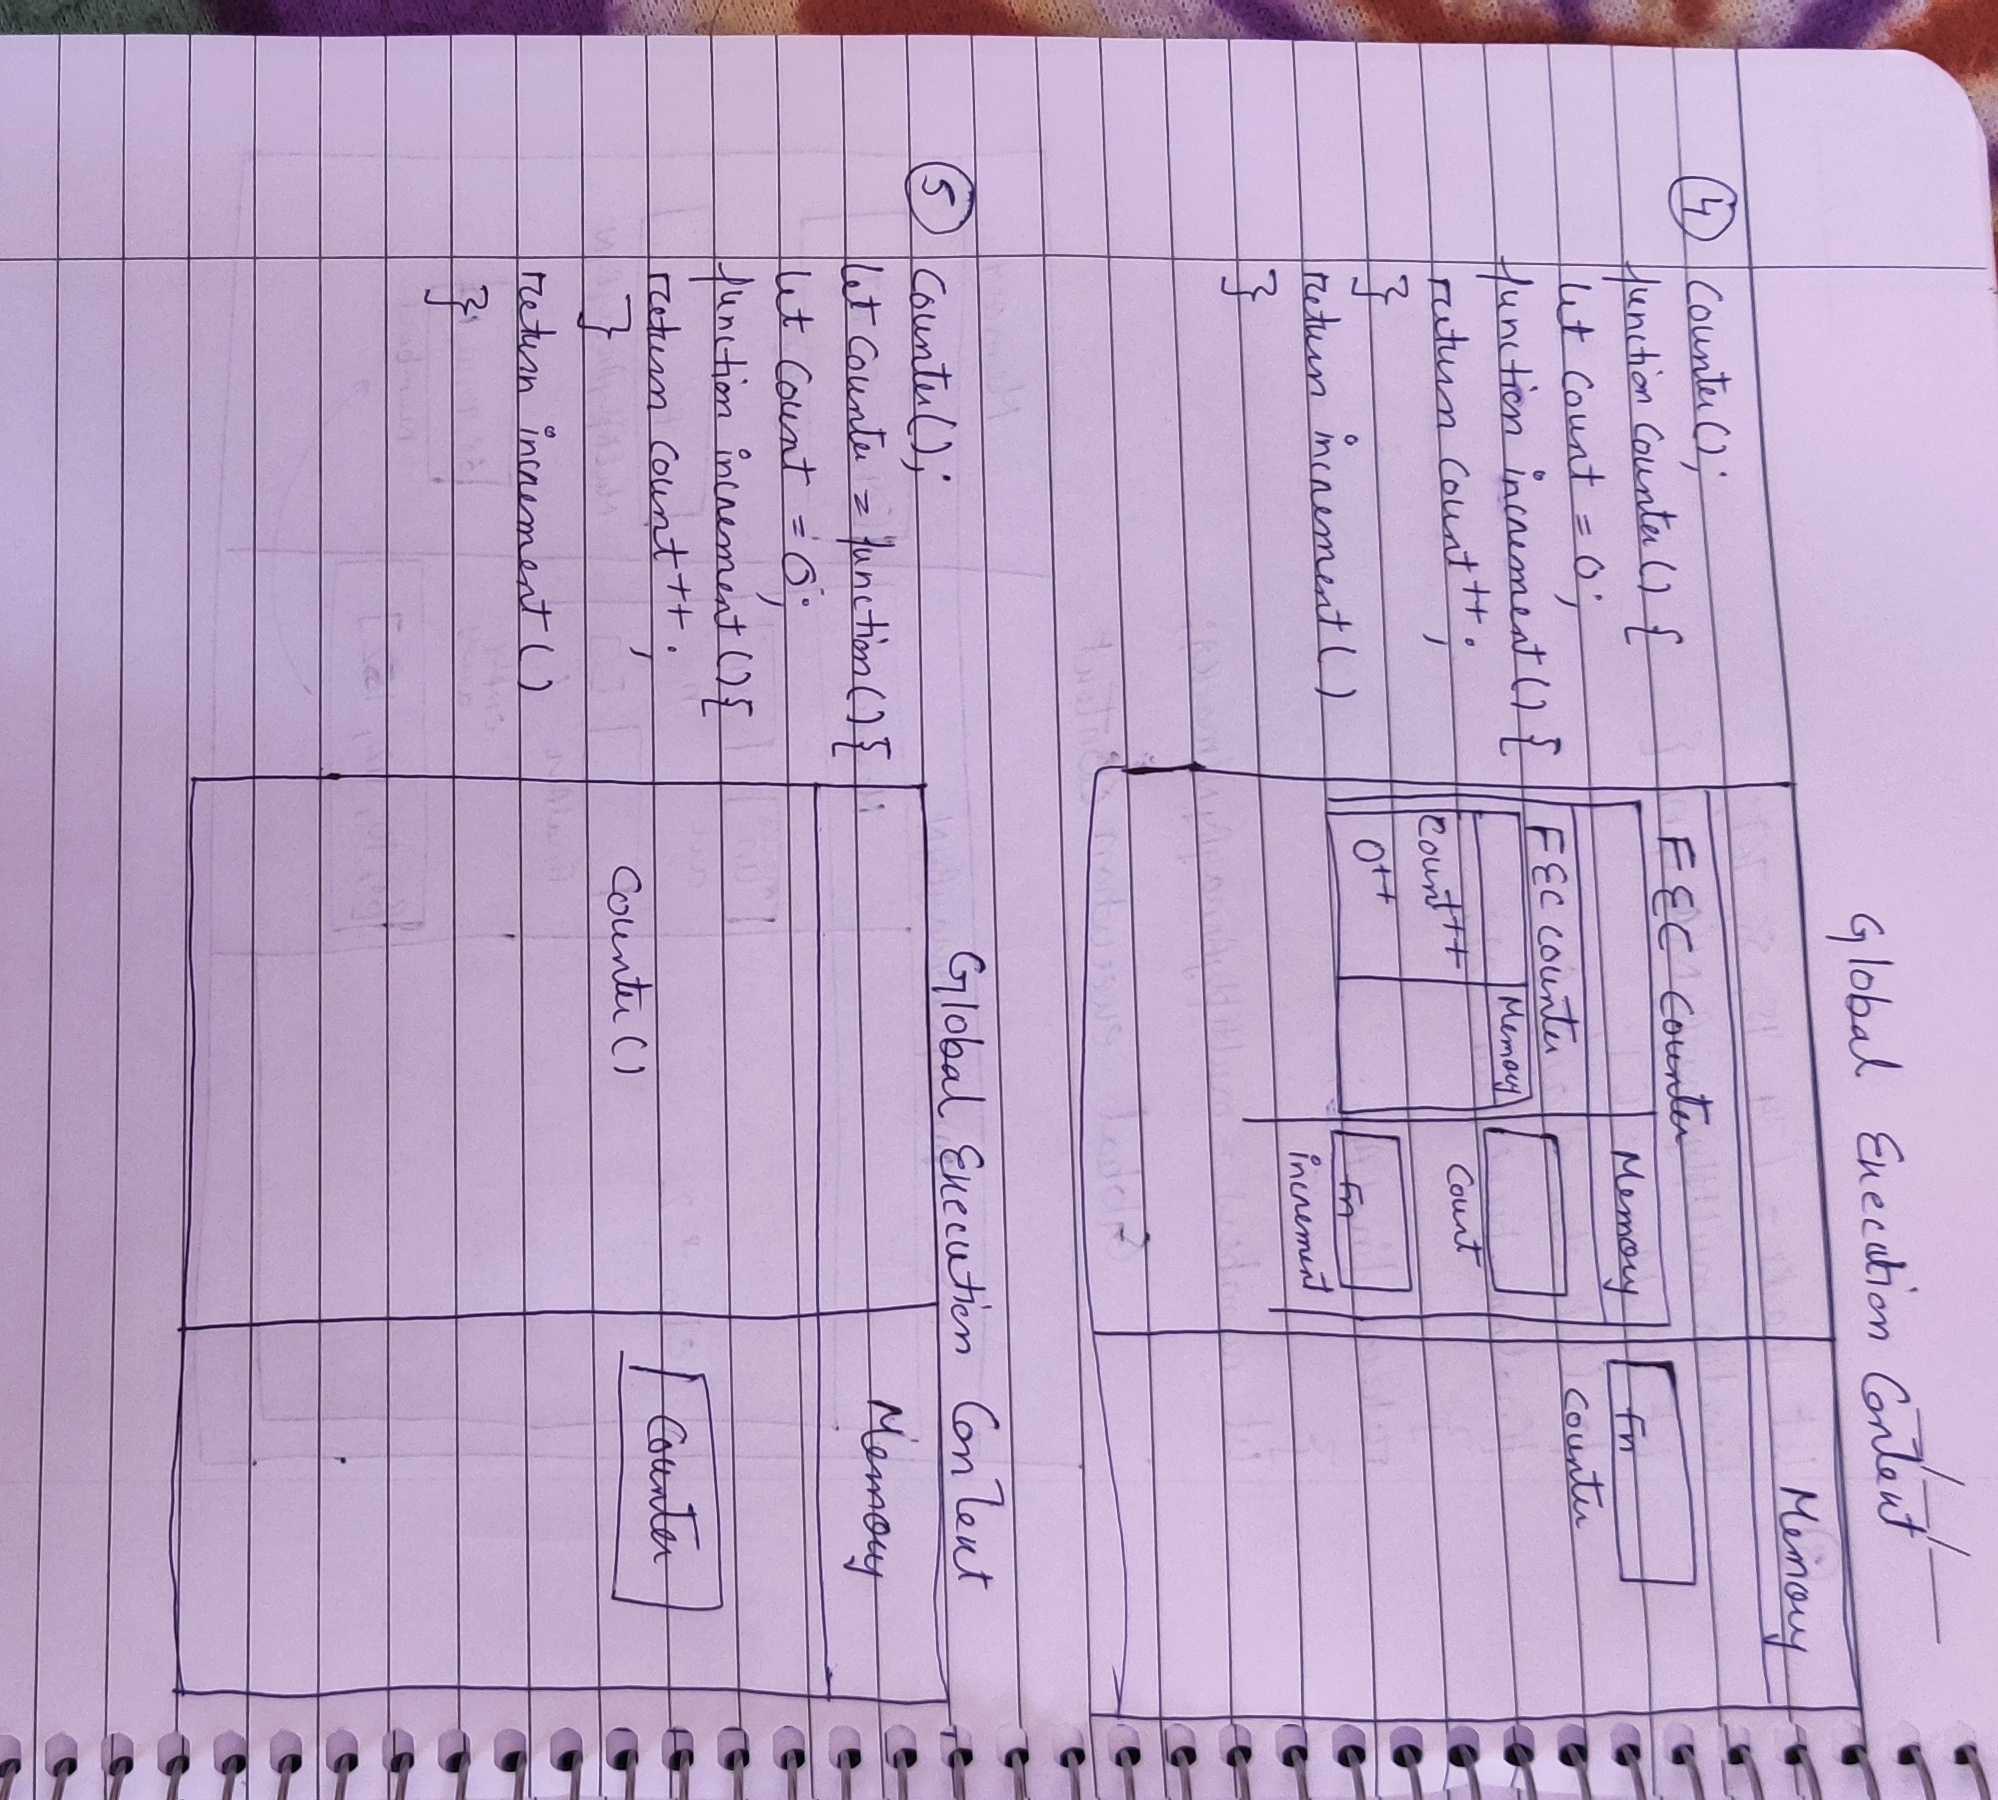 Global Execution Context
④ Counter();
function Counter() {
let Count = 0;
function increment() {
return Count++;
}
return increment()
}
Memory
FEC Counter
Memory
FEC Counter
Memory
Count++
0++
Count
Fn
increment
Fn
Counter
Global Execution Context
⑤ Counter();
let Counter = function() {
let Count = 0;
function increment() {
return Count++;
}
return increment()
}
Memory
Counter()
Counter